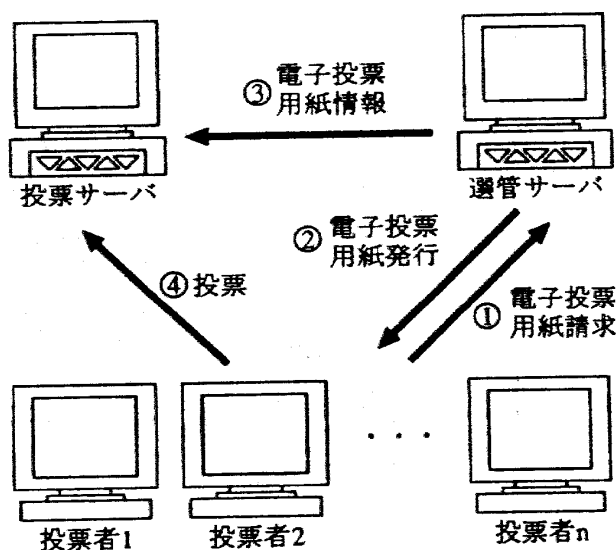 ③ 電子投票
用紙情報
投票サーバ
選管サーバ
② 電子投票
用紙発行
④ 投票
① 電子投票
用紙請求
・・・
投票者1
投票者2
投票者n